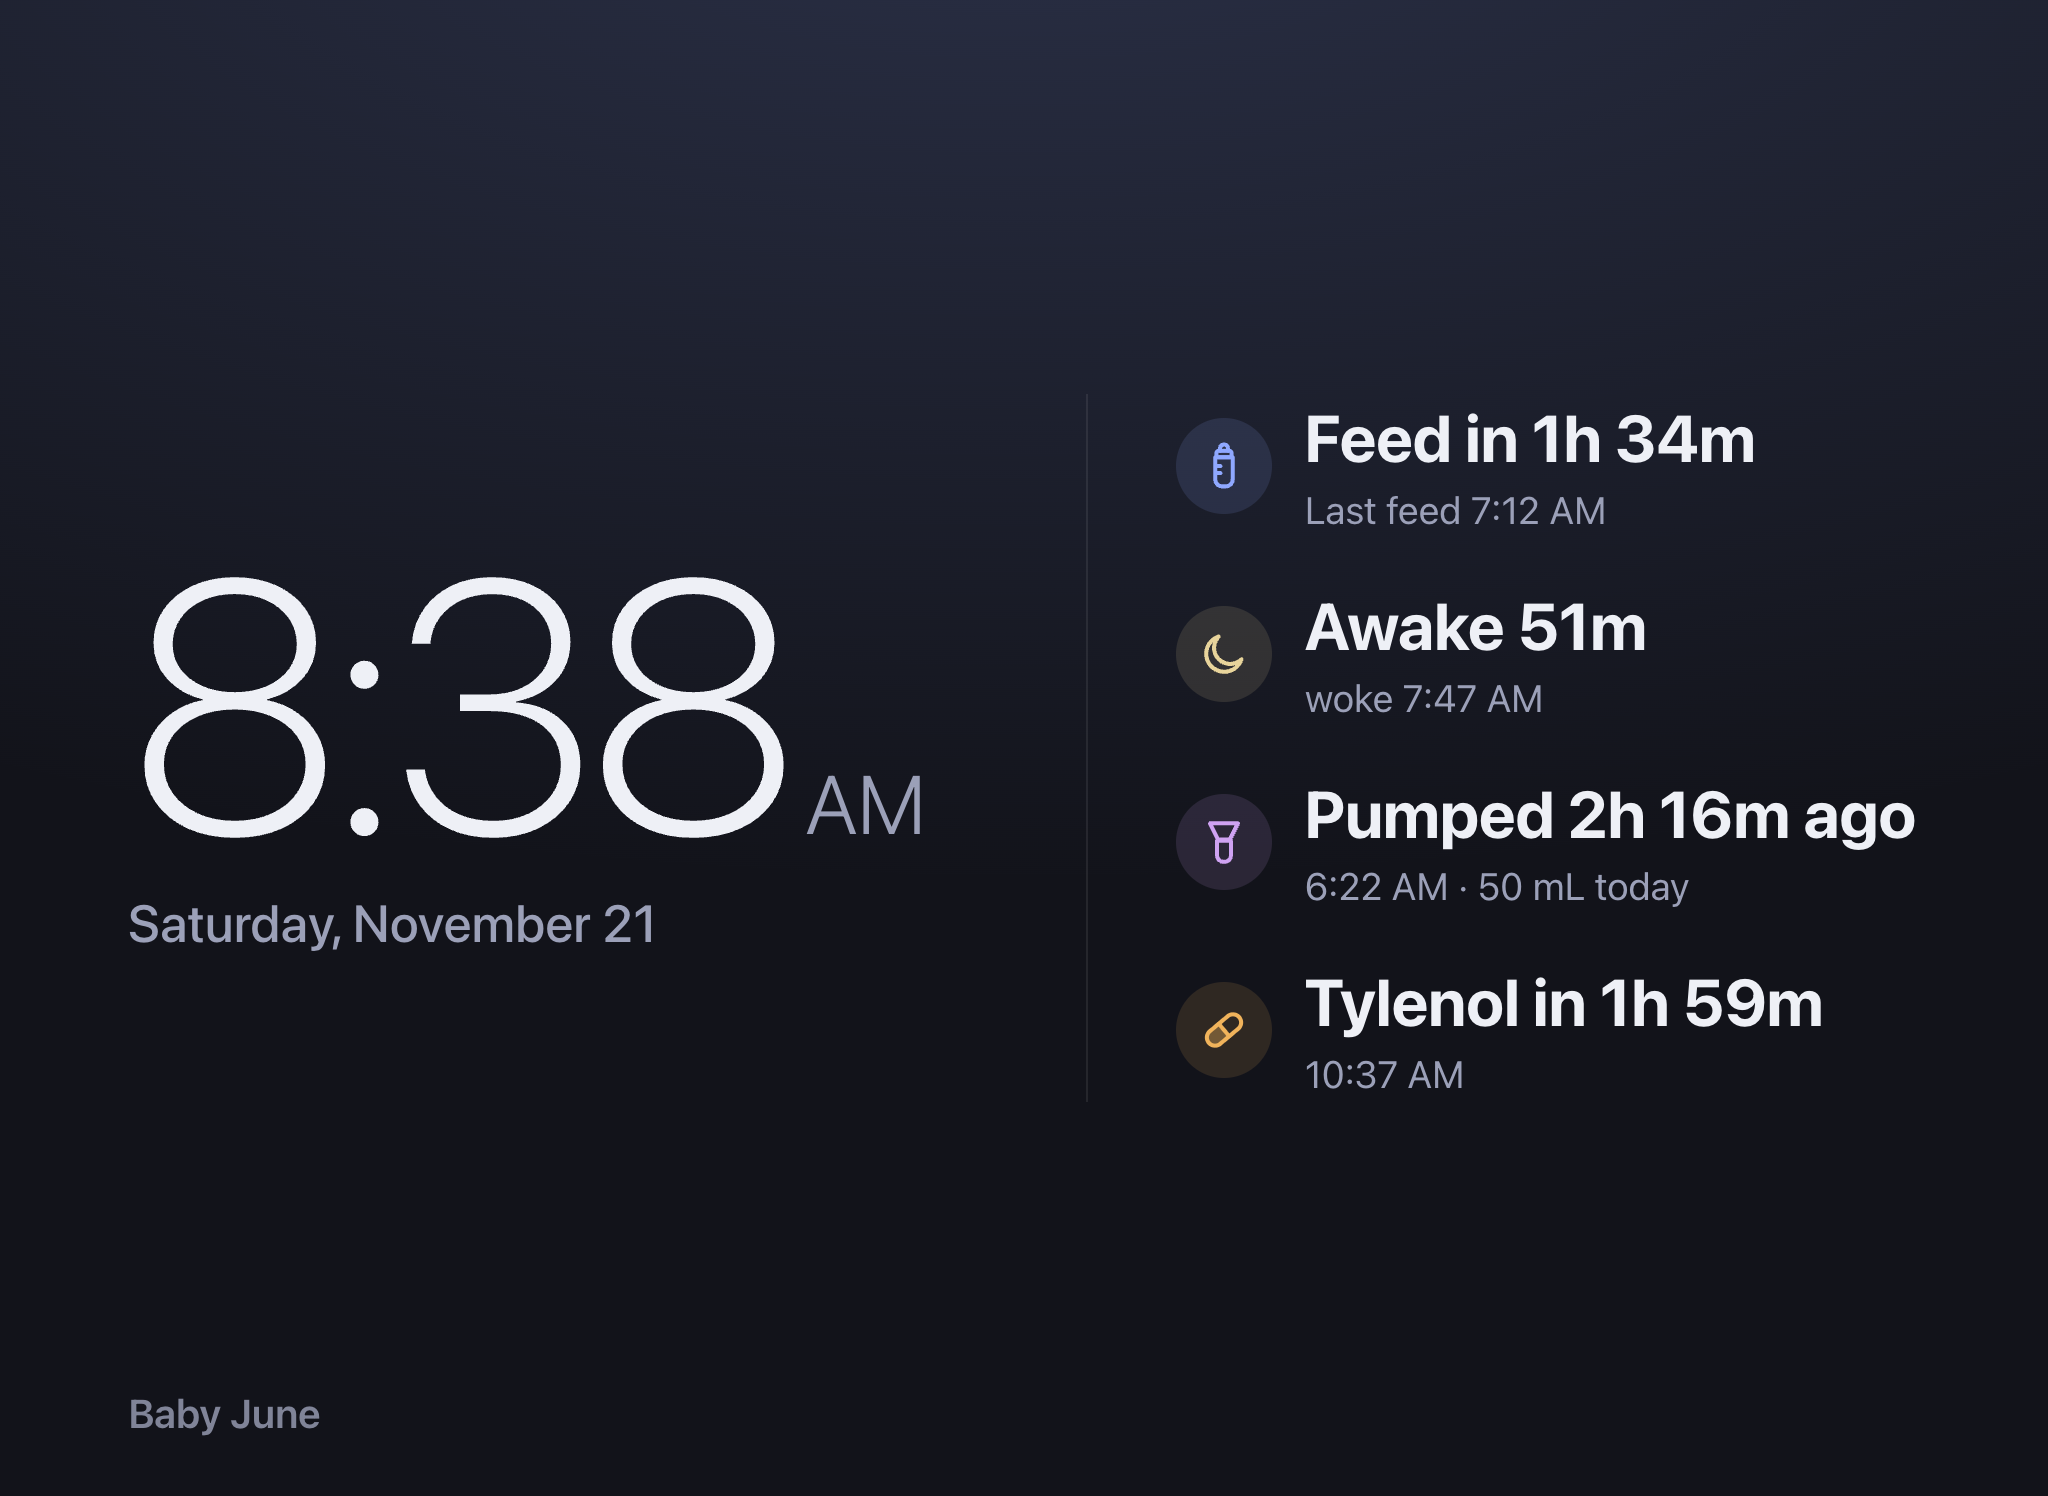 8:38 AM
Saturday, November 21
Feed in 1h 34m
Last feed 7:12 AM
Awake 51m
woke 7:47 AM
Pumped 2h 16m ago
6:22 AM · 50 mL today
Tylenol in 1h 59m
10:37 AM
Baby June